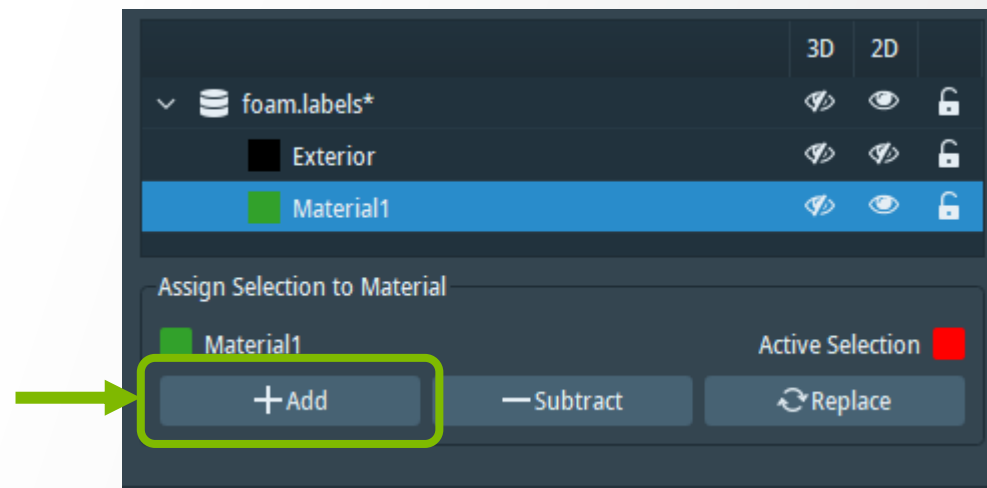 3D 2D
foam.labels*
Exterior
Material1
Assign Selection to Material
Material1 Active Selection
Add Subtract Replace